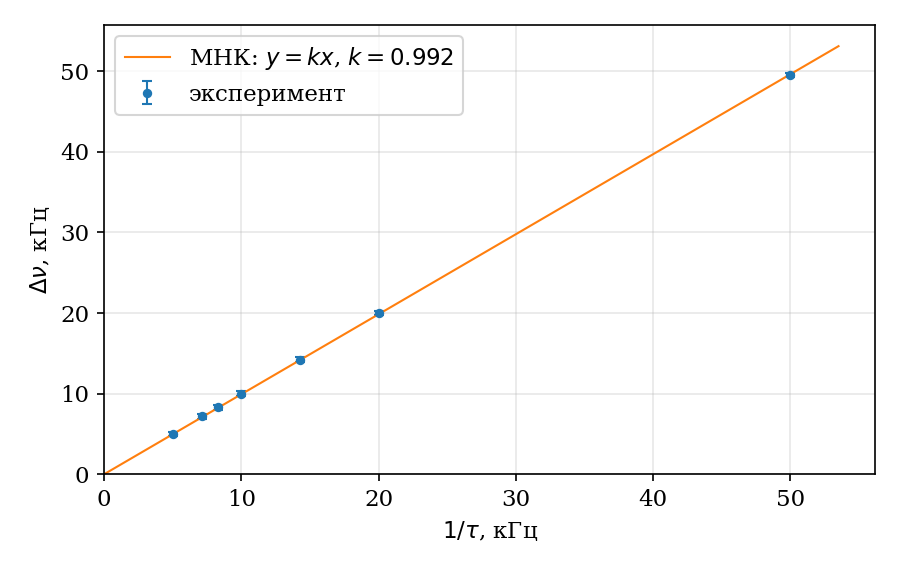 МНК: y = kx, k = 0.992
эксперимент
50
40
30
20
10
0
Δν, кГц
0 10 20 30 40 50
1/τ, кГц